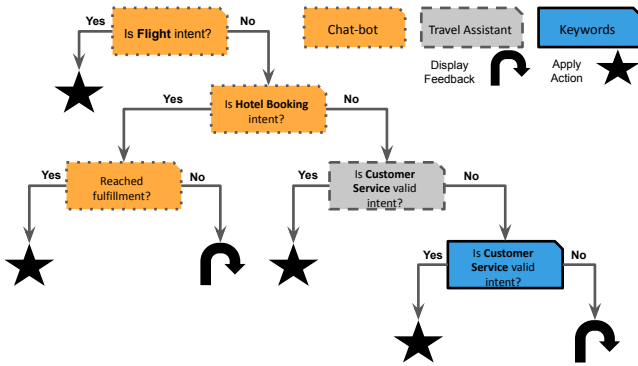 Yes
No
Is Flight intent?
Chat-bot
Travel Assistant
Keywords
Display
Feedback
Apply
Action
Yes
No
Is Hotel Booking
intent?
Yes
No
Reached
fulfillment?
Yes
No
Is Customer
Service valid
intent?
Yes
No
Is Customer
Service valid
intent?